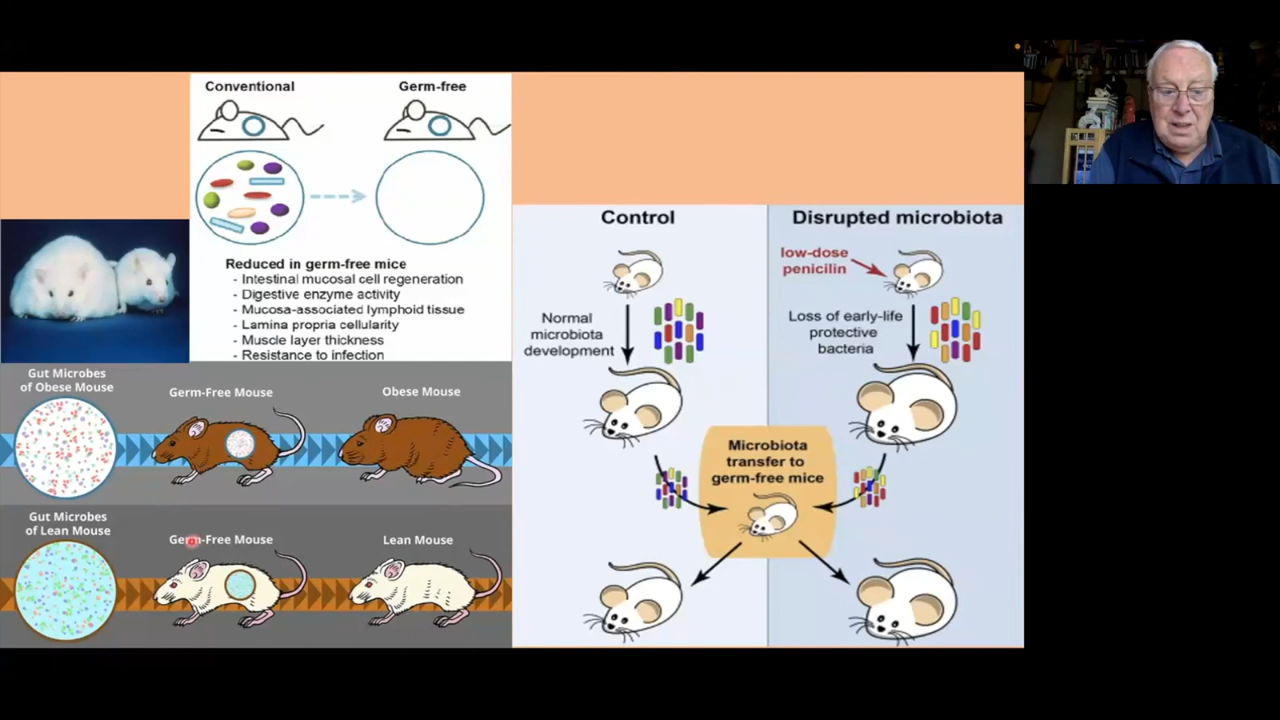 Conventional
Germ-free
Reduced in germ-free mice
- Intestinal mucosal cell regeneration
- Digestive enzyme activity
- Mucosa-associated lymphoid tissue
- Lamina propria cellularity
- Muscle layer thickness
- Resistance to infection
Gut Microbes
of Obese Mouse
Germ-Free Mouse
Obese Mouse
Gut Microbes
of Lean Mouse
Germ-Free Mouse
Lean Mouse
Control
Disrupted microbiota
low-dose
penicilin
Normal
microbiota
development
Loss of early-life
protective
bacteria
Microbiota
transfer to
germ-free mice